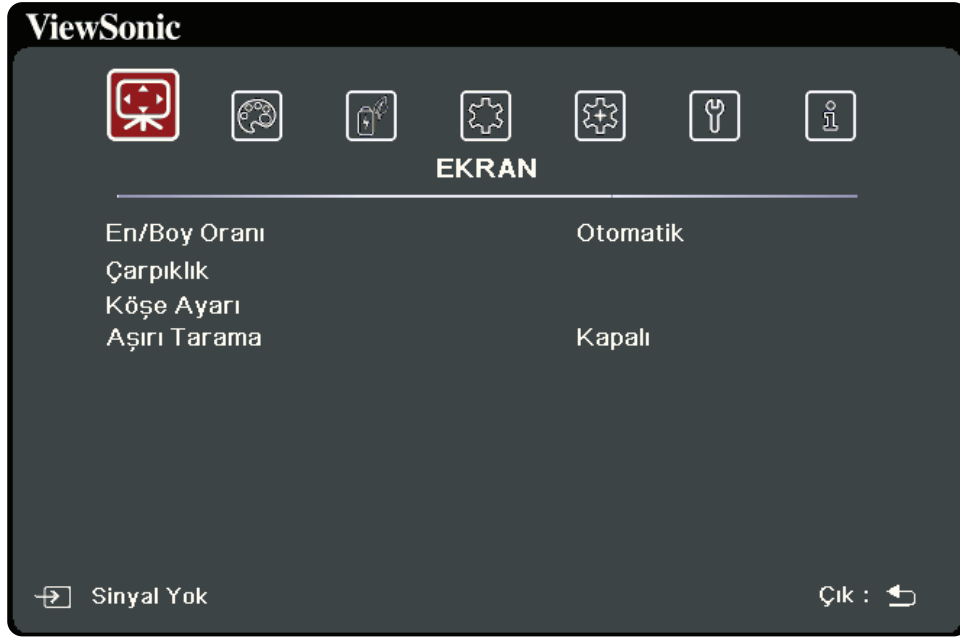 ViewSonic
EKRAN
En/Boy Oranı Otomatik
Çarpıklık
Köşe Ayarı
Aşırı Tarama Kapalı
Sinyal Yok Çık :